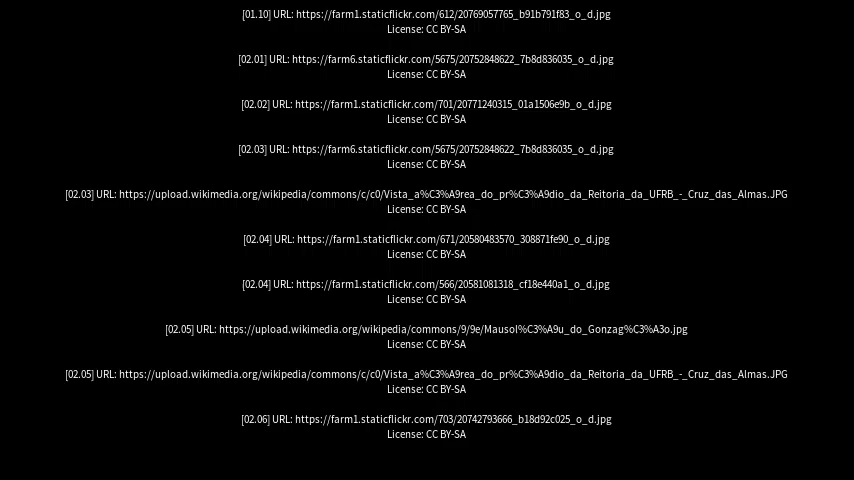 [01.10] URL: https://farm1.staticflickr.com/612/20769057765_b91b791f83_o_d.jpg
License: CC BY-SA
[02.01] URL: https://farm6.staticflickr.com/5675/20752848622_7b8d836035_o_d.jpg
License: CC BY-SA
[02.02] URL: https://farm1.staticflickr.com/701/20771240315_01a1506e9b_o_d.jpg
License: CC BY-SA
[02.03] URL: https://farm6.staticflickr.com/5675/20752848622_7b8d836035_o_d.jpg
License: CC BY-SA
[02.03] URL: https://upload.wikimedia.org/wikipedia/commons/c/c0/Vista_a%C3%A9rea_do_pr%C3%A9dio_da_Reitoria_da_UFRB_-_Cruz_das_Almas.JPG
License: CC BY-SA
[02.04] URL: https://farm1.staticflickr.com/671/20580483570_308871fe90_o_d.jpg
License: CC BY-SA
[02.04] URL: https://farm1.staticflickr.com/566/20581081318_cf18e440a1_o_d.jpg
License: CC BY-SA
[02.05] URL: https://upload.wikimedia.org/wikipedia/commons/9/9e/Mausol%C3%A9u_do_Gonzag%C3%A3o.jpg
License: CC BY-SA
[02.05] URL: https://upload.wikimedia.org/wikipedia/commons/c/c0/Vista_a%C3%A9rea_do_pr%C3%A9dio_da_Reitoria_da_UFRB_-_Cruz_das_Almas.JPG
License: CC BY-SA
[02.06] URL: https://farm1.staticflickr.com/703/20742793666_b18d92c025_o_d.jpg
License: CC BY-SA